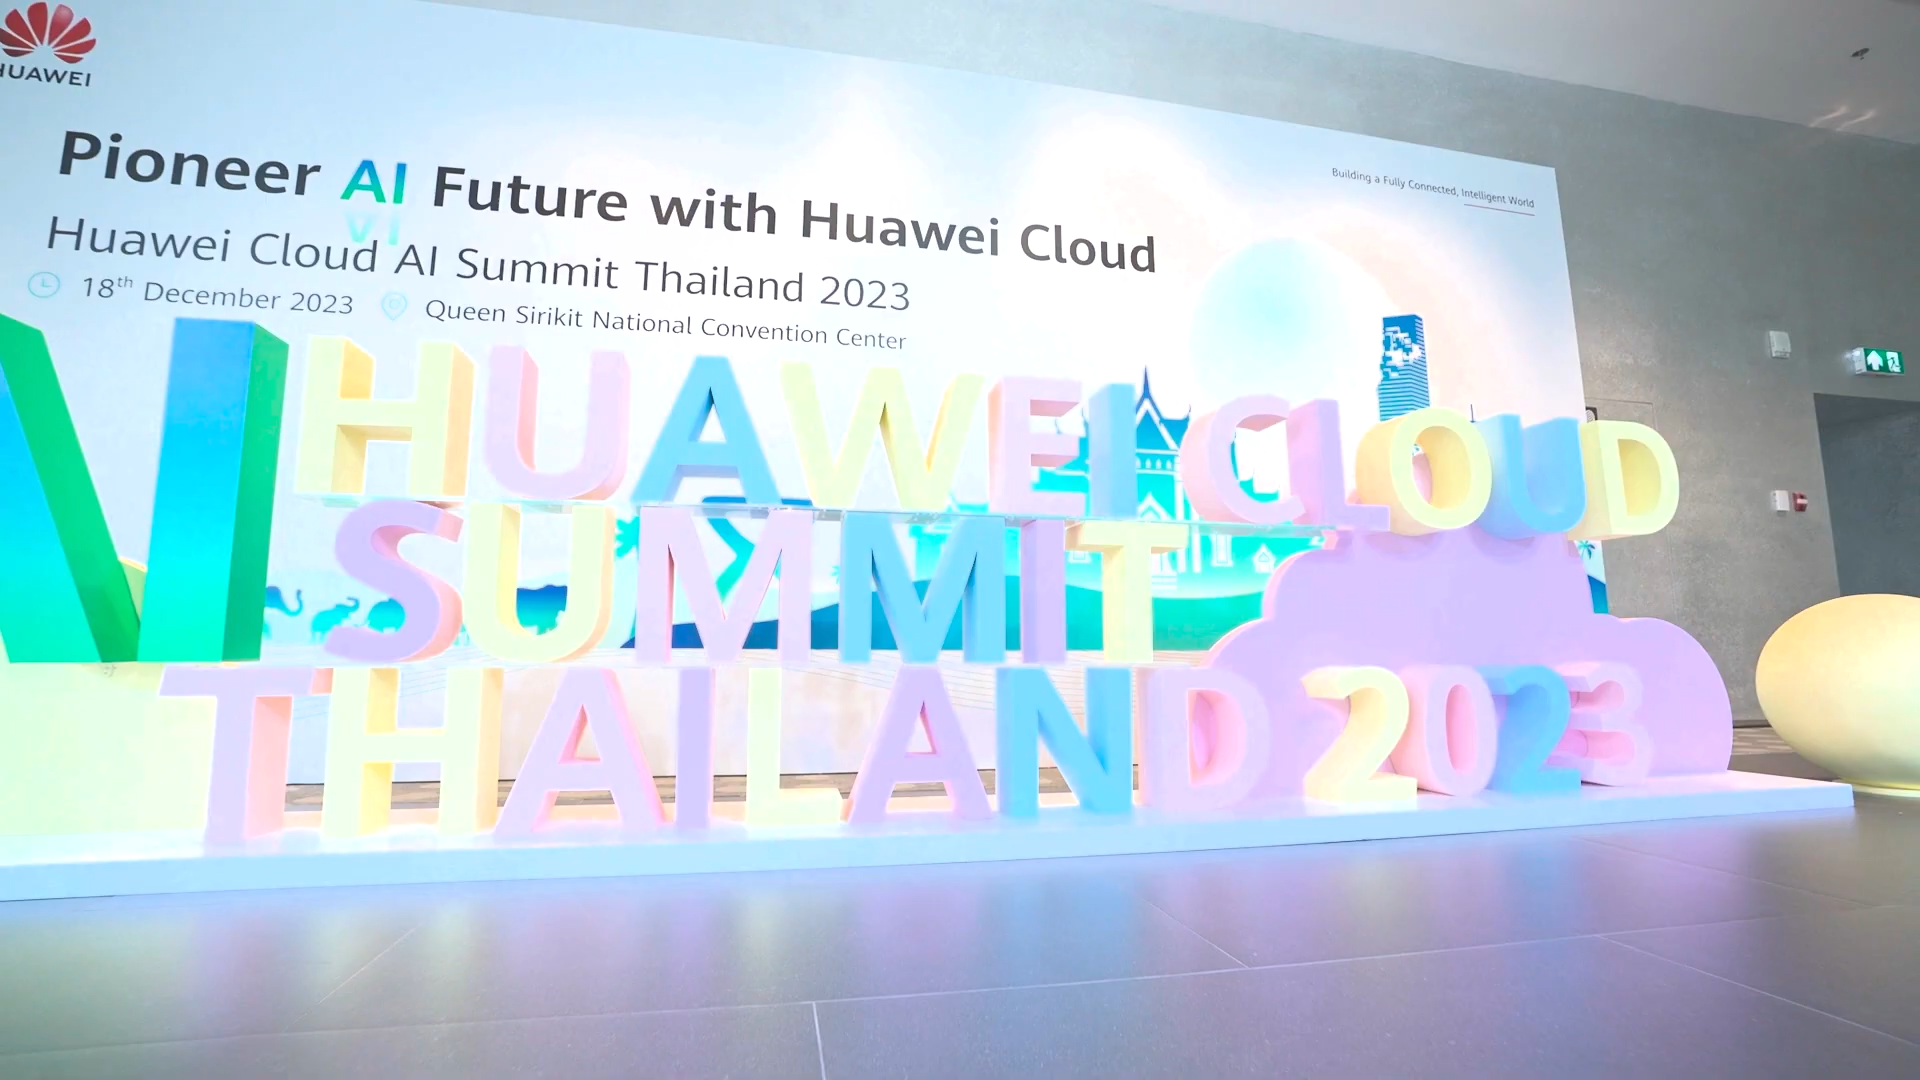 HUAWEI
Building a Fully Connected, Intelligent World
Pioneer AI Future with Huawei Cloud
Huawei Cloud AI Summit Thailand 2023
18th December 2023 Queen Sirikit National Convention Center
AI
HUAWEI CLOUD
SUMMIT
THAILAND 2023